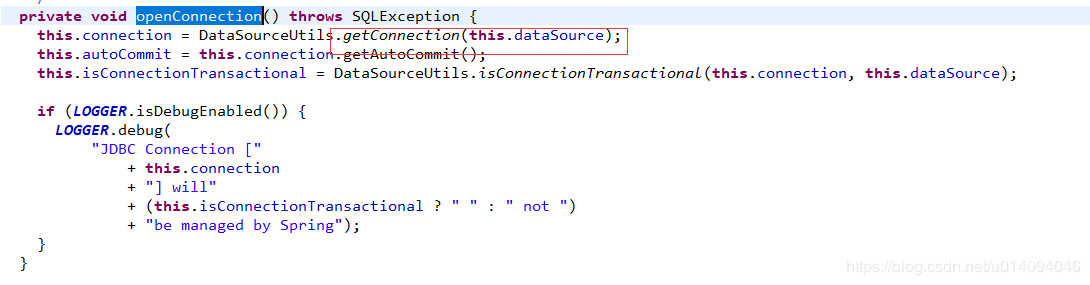 private void openConnection() throws SQLException {
this.connection = DataSourceUtils.getConnection(this.dataSource);
this.autoCommit = this.connection.getAutoCommit();
this.isConnectionTransactional = DataSourceUtils.isConnectionTransactional(this.connection, this.dataSource);
if (LOGGER.isDebugEnabled()) {
LOGGER.debug(
"JDBC Connection ["
+ this.connection
+ "] will"
+ (this.isConnectionTransactional ? " " : " not ")
+ "be managed by Spring");
}
}
https://blog.csdn.net/u014094046